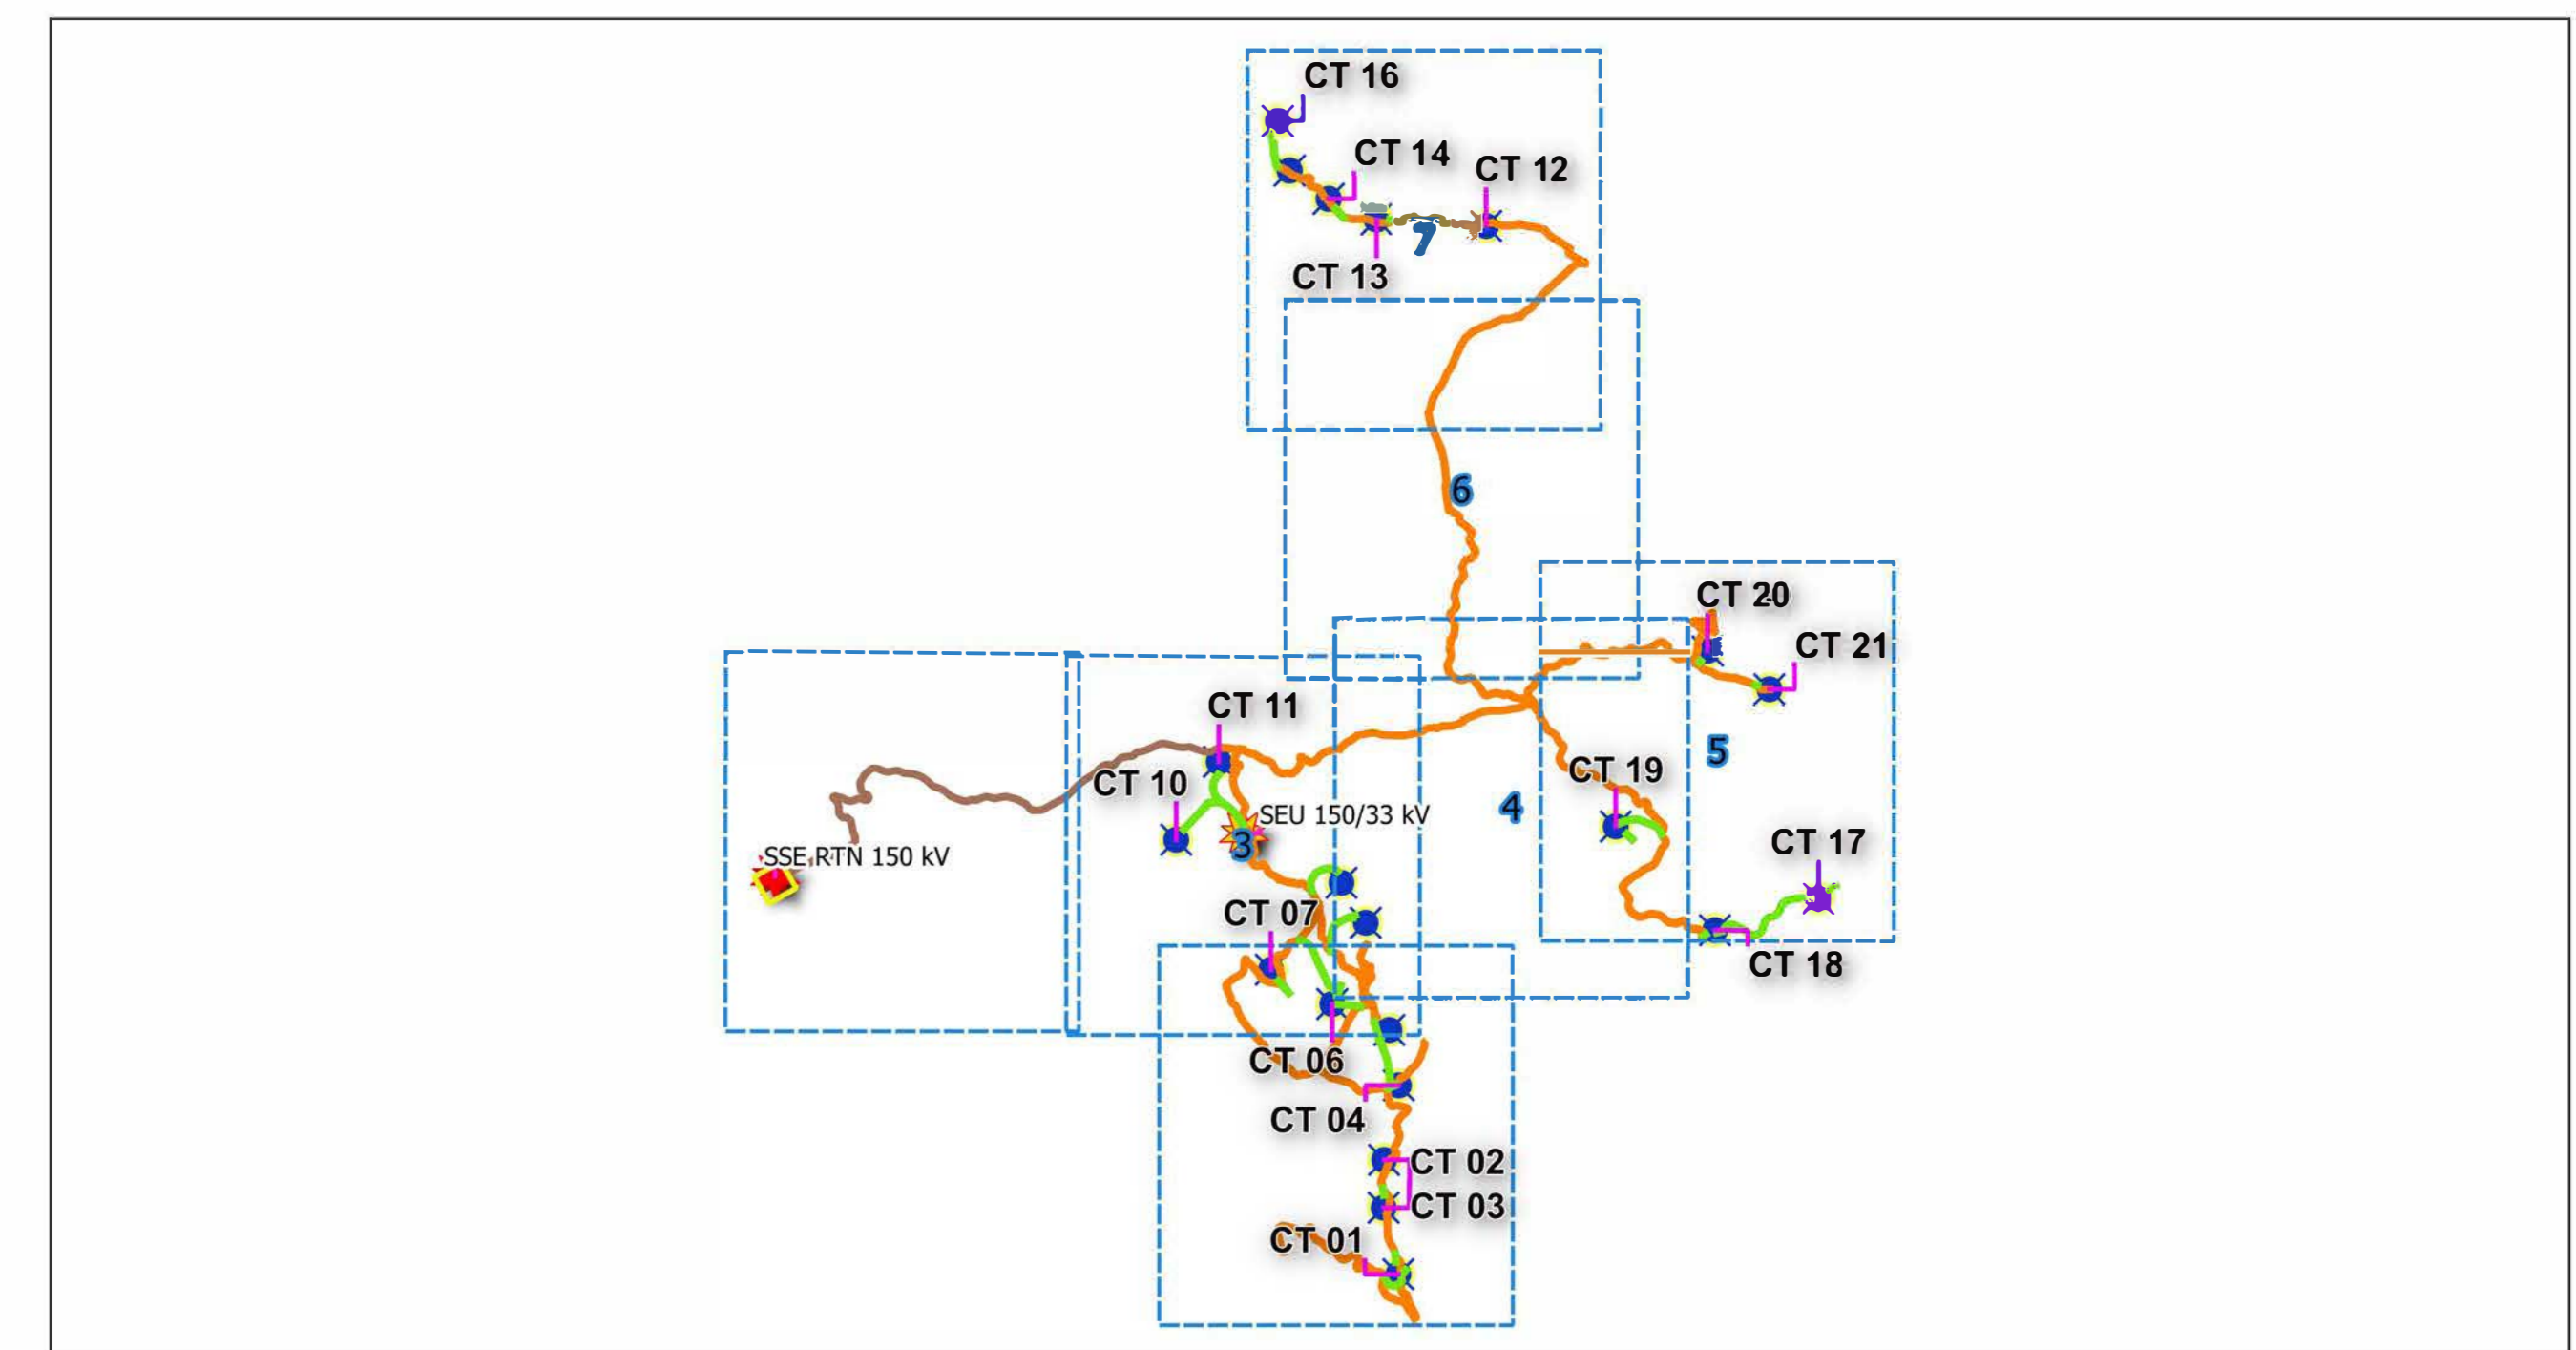 CT 16
CT 14
CT 12
7
CT 13
6
CT 20
CT 21
CT 11
CT 19
5
CT 10
4
SEU 150/33 kV
3
CT 17
SSE RTN 150 kV
CT 07
CT 18
CT 06
CT 04
CT 02
CT 03
CT 01